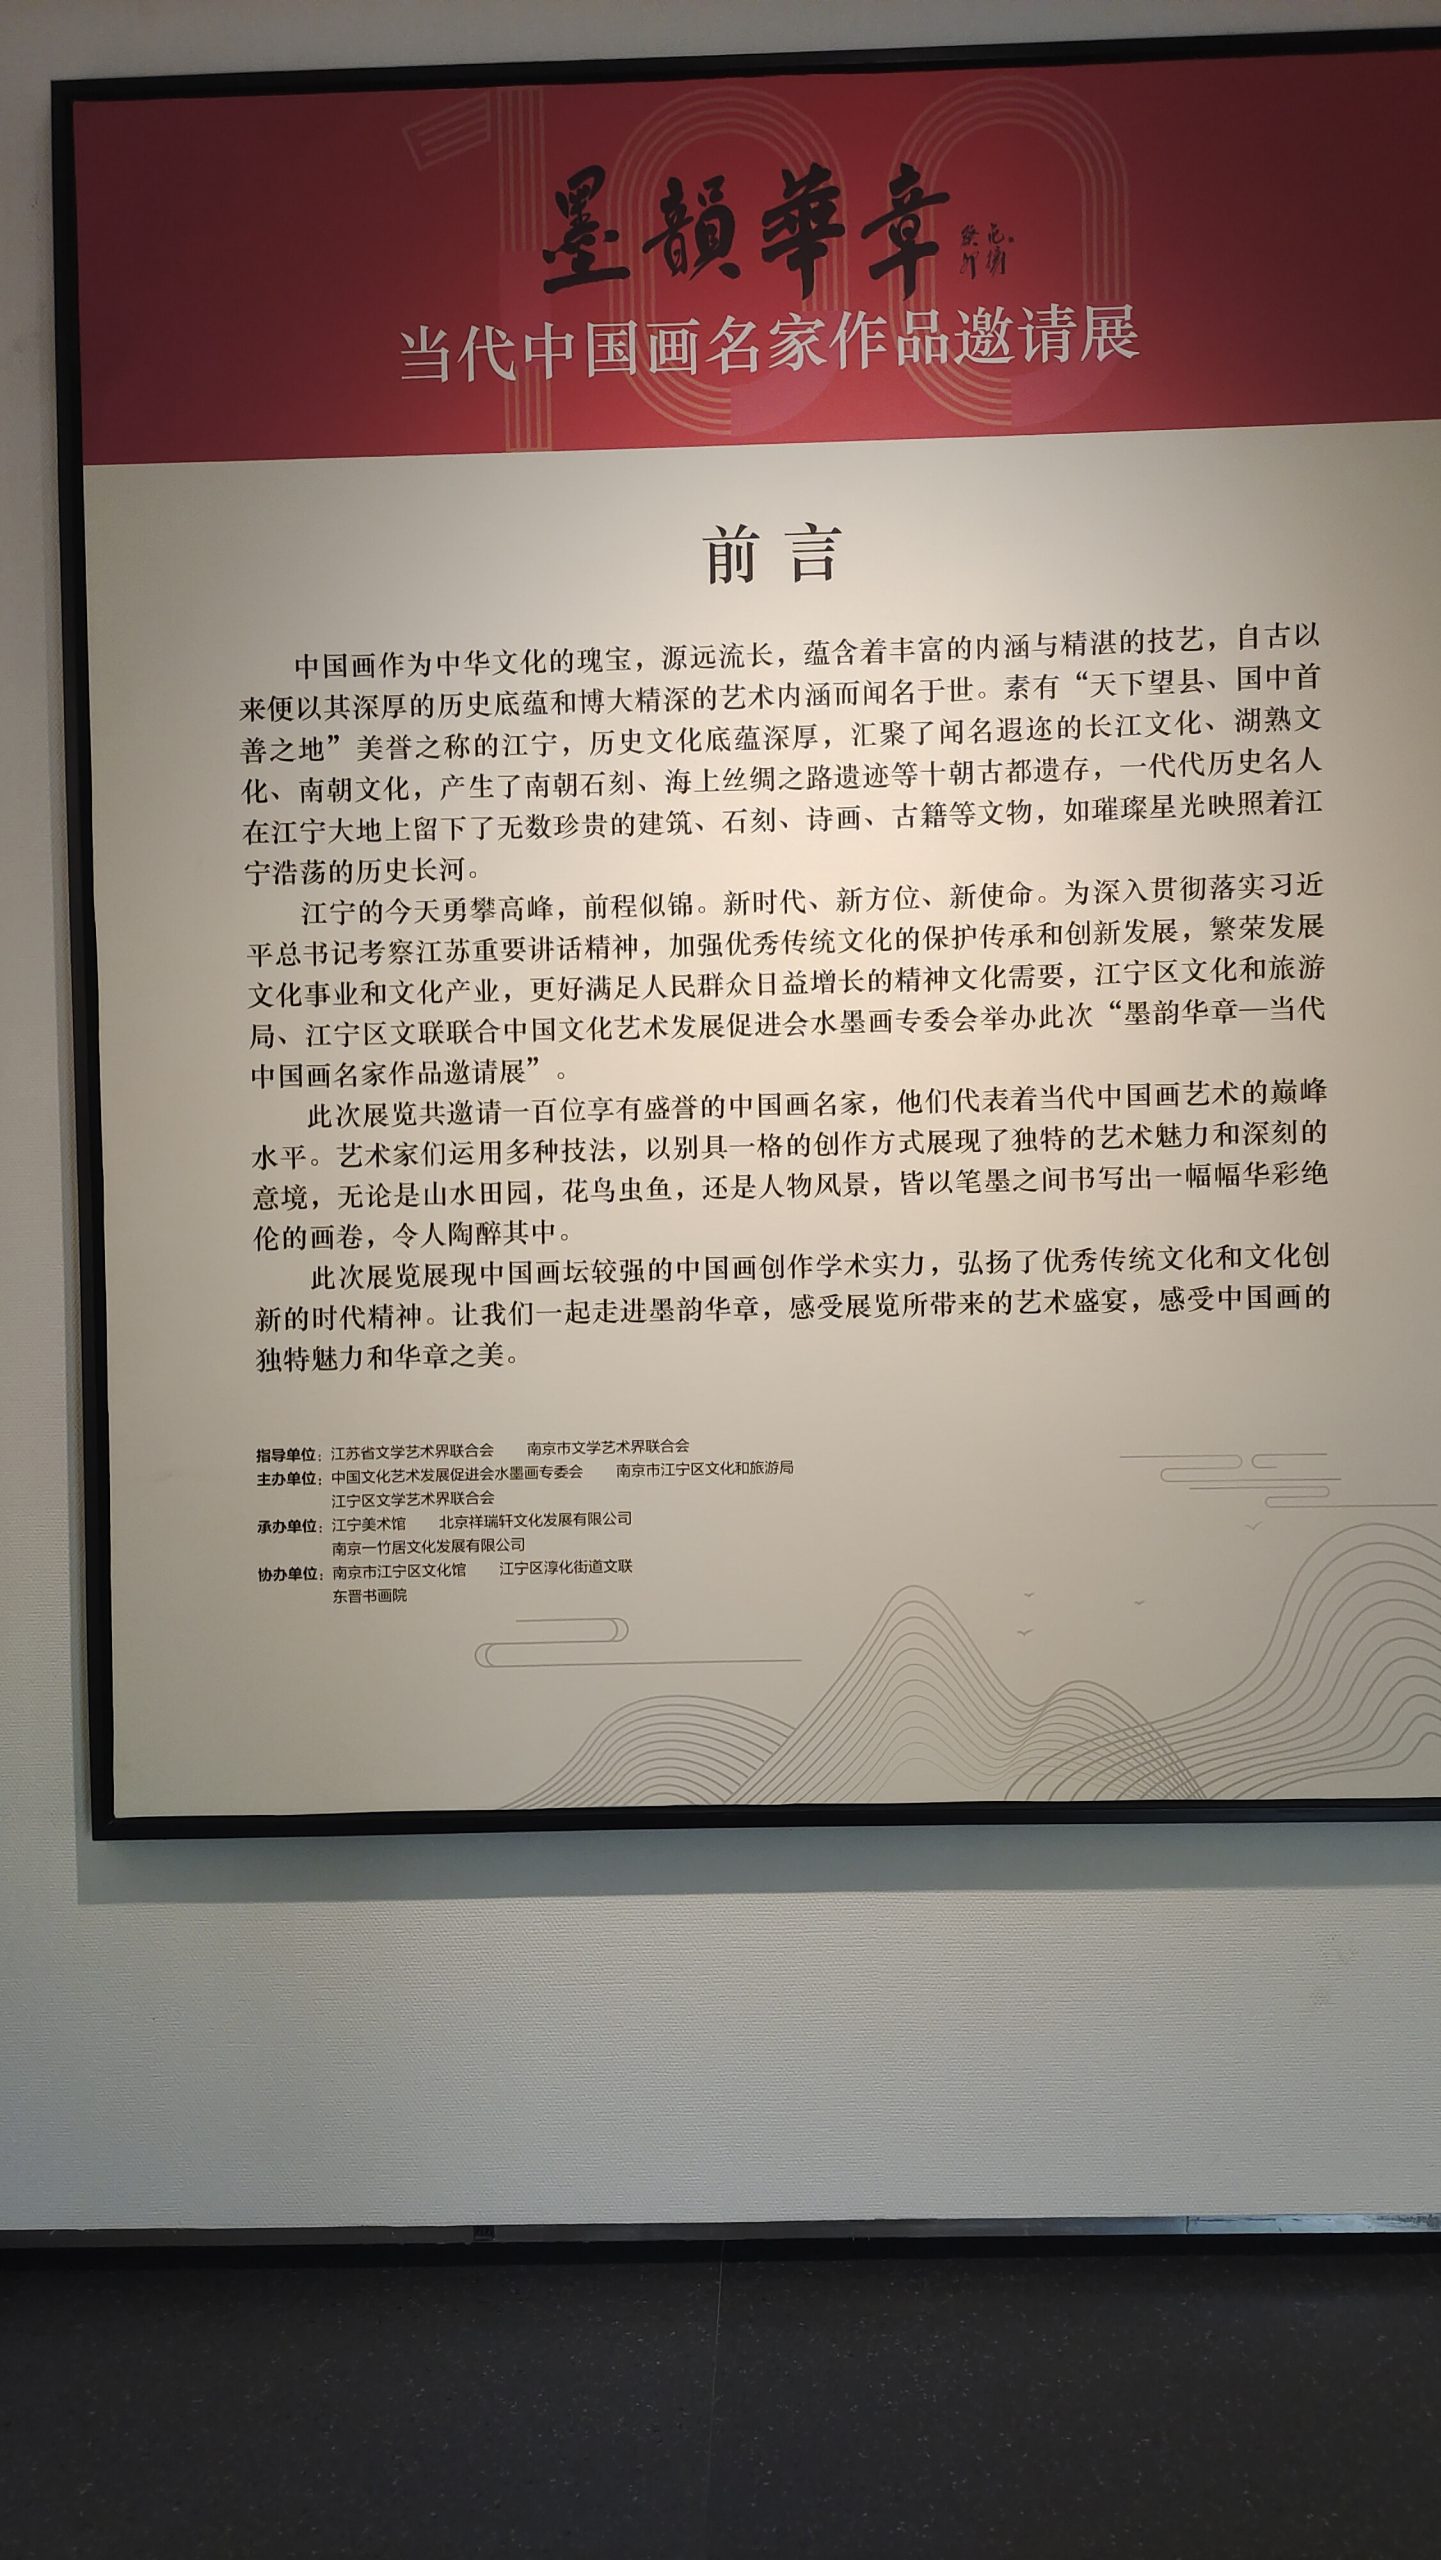 100
墨韻華章
癸卯
当代中国画名家作品邀请展
前言
中国画作为中华文化的瑰宝，源远流长，蕴含着丰富的内涵与精湛的技艺，自古以
来便以其深厚的历史底蕴和博大精深的艺术内涵而闻名于世。素有“天下望县、国中首
善之地”美誉之称的江宁，历史文化底蕴深厚，汇聚了闻名遐迩的长江文化、湖熟文
化、南朝文化，产生了南朝石刻、海上丝绸之路遗迹等十朝古都遗存，一代代历史名人
在江宁大地上留下了无数珍贵的建筑、石刻、诗画、古籍等文物，如璀璨星光映照着江
宁浩荡的历史长河。
江宁的今天勇攀高峰，前程似锦。新时代、新方位、新使命。为深入贯彻落实习近
平总书记考察江苏重要讲话精神，加强优秀传统文化的保护传承和创新发展，繁荣发展
文化事业和文化产业，更好满足人民群众日益增长的精神文化需要，江宁区文化和旅游
局、江宁区文联联合中国文化艺术发展促进会水墨画专委会举办此次“墨韵华章—当代
中国画名家作品邀请展”。
此次展览共邀请一百位享有盛誉的中国画名家，他们代表着当代中国画艺术的巅峰
水平。艺术家们运用多种技法，以别具一格的创作方式展现了独特的艺术魅力和深刻的
意境，无论是山水田园，花鸟虫鱼，还是人物风景，皆以笔墨之间书写出一幅幅华彩绝
伦的画卷，令人陶醉其中。
此次展览展现中国画坛较强的中国画创作学术实力，弘扬了优秀传统文化和文化创
新的时代精神。让我们一起走进墨韵华章，感受展览所带来的艺术盛宴，感受中国画的
独特魅力和华章之美。
指导单位：江苏省文学艺术界联合会 南京市文学艺术界联合会
主办单位：中国文化艺术发展促进会水墨画专委会 南京市江宁区文化和旅游局
江宁区文学艺术界联合会
承办单位：江宁美术馆 北京祥瑞轩文化发展有限公司
南京一竹居文化发展有限公司
协办单位：南京市江宁区文化馆 江宁区淳化街道文联
东晋书画院